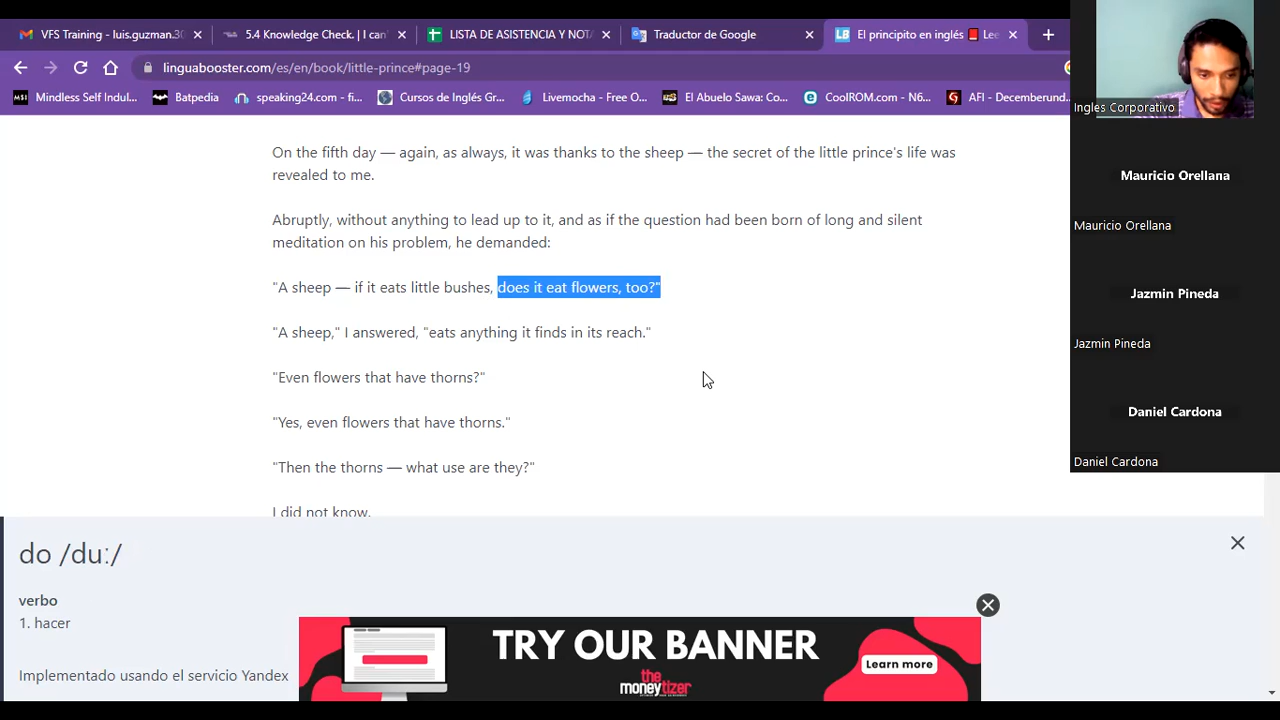 VFS Training - luis.guzman.30
5.4 Knowledge Check. | I can'
LISTA DE ASISTENCIA Y NOTA
Traductor de Google
LB El principito en inglés Lee
linguabooster.com/es/en/book/little-prince#page-19
MSI Mindless Self Indul...
Batpedia
speaking24.com - fi...
Cursos de Inglés Gr...
Livemocha - Free O...
El Abuelo Sawa: Co...
CoolROM.com - N6...
AFI - Decemberund...
On the fifth day — again, as always, it was thanks to the sheep — the secret of the little prince's life was
revealed to me.
Abruptly, without anything to lead up to it, and as if the question had been born of long and silent
meditation on his problem, he demanded:
"A sheep — if it eats little bushes, does it eat flowers, too?"
"A sheep," I answered, "eats anything it finds in its reach."
"Even flowers that have thorns?"
"Yes, even flowers that have thorns."
"Then the thorns — what use are they?"
I did not know.
do /duː/
verbo
1. hacer
Implementado usando el servicio Yandex
TRY OUR BANNER
the
moneytizer
Learn more
Ingles Corporativo
Mauricio Orellana
Mauricio Orellana
Jazmin Pineda
Jazmin Pineda
Daniel Cardona
Daniel Cardona